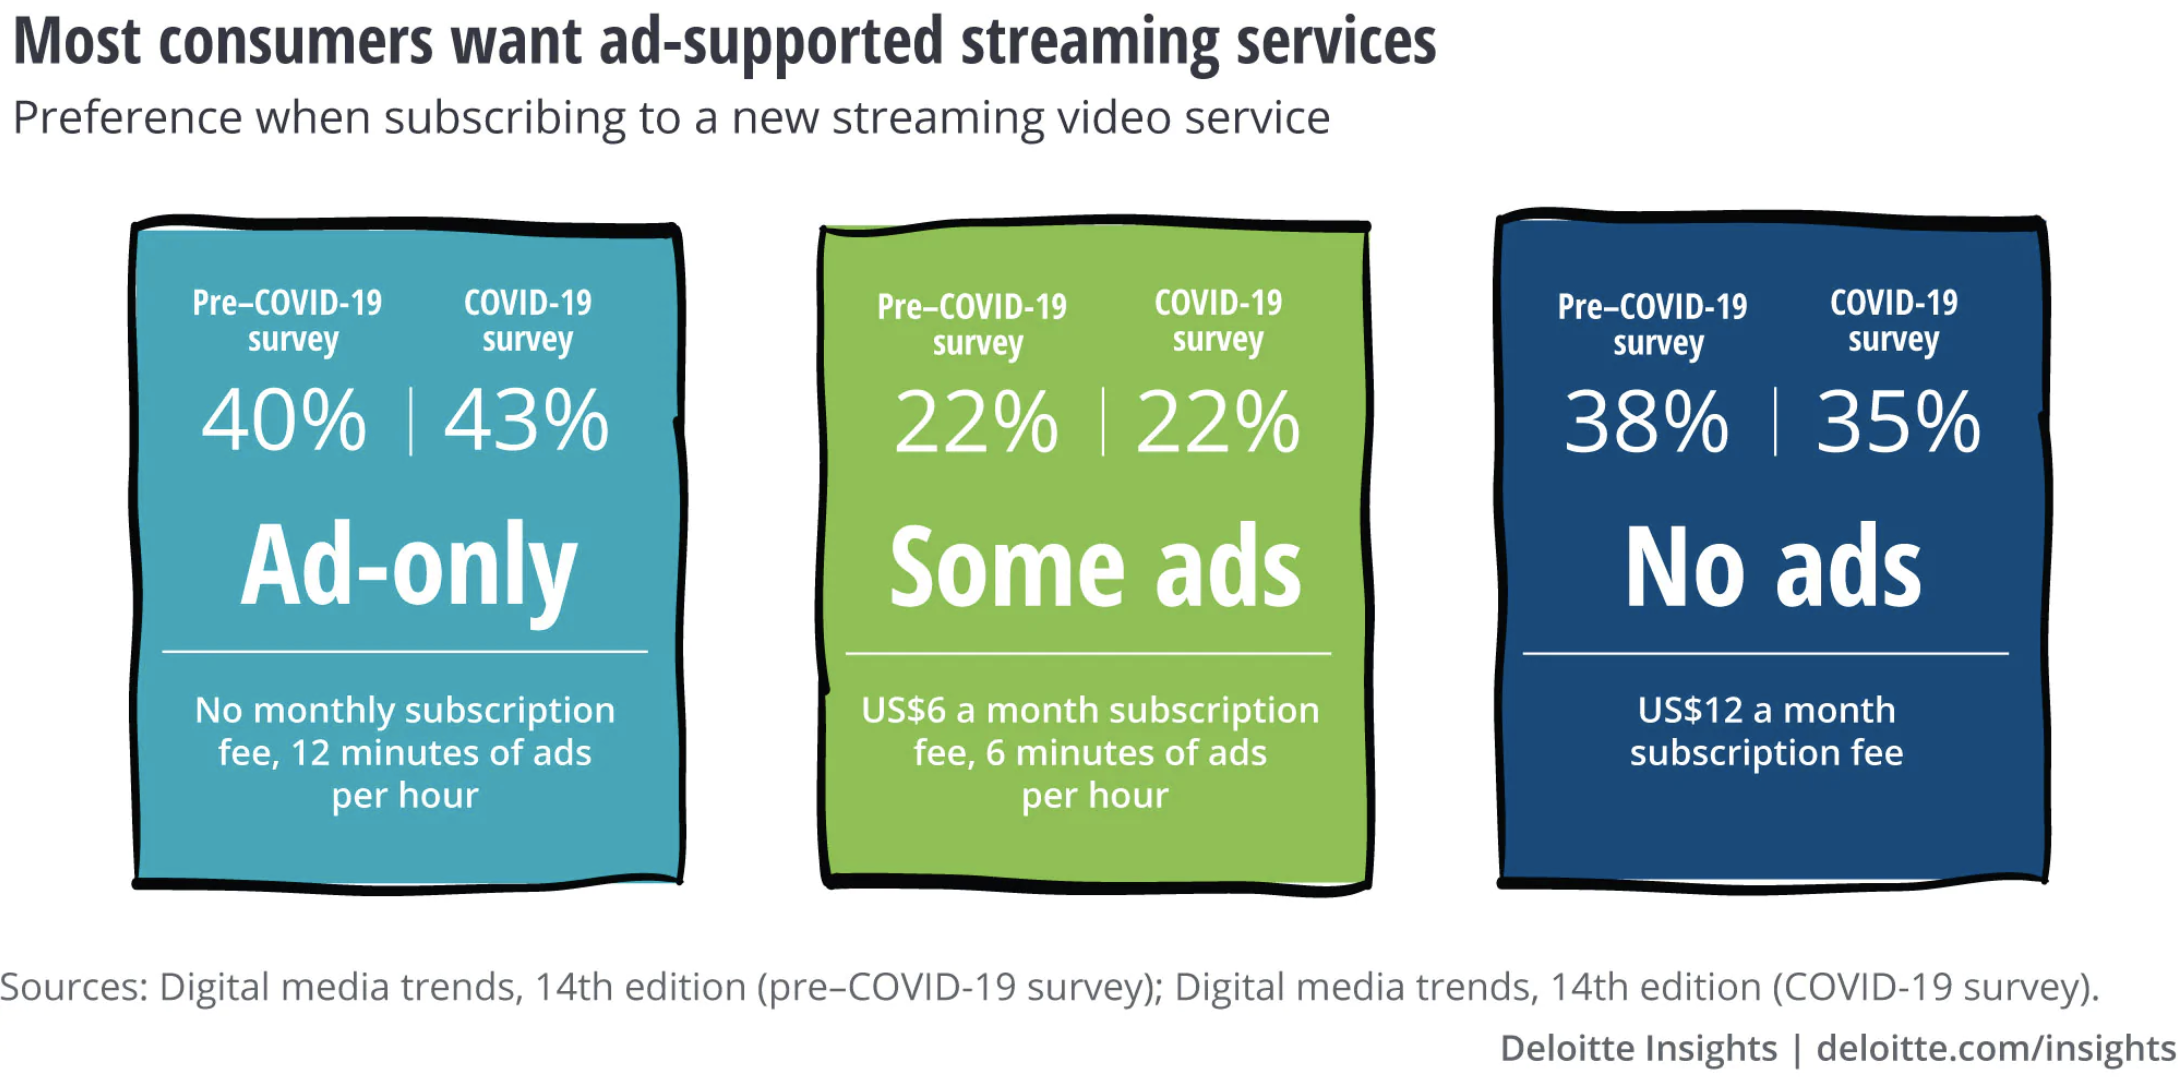 Most consumers want ad-supported streaming services
Preference when subscribing to a new streaming video service
Pre–COVID-19
survey
COVID-19
survey
40% | 43%
Ad-only
No monthly subscription
fee, 12 minutes of ads
per hour
Pre–COVID-19
survey
COVID-19
survey
22% | 22%
Some ads
US$6 a month subscription
fee, 6 minutes of ads
per hour
Pre–COVID-19
survey
COVID-19
survey
38% | 35%
No ads
US$12 a month
subscription fee
Sources: Digital media trends, 14th edition (pre–COVID-19 survey); Digital media trends, 14th edition (COVID-19 survey).
Deloitte Insights | deloitte.com/insights